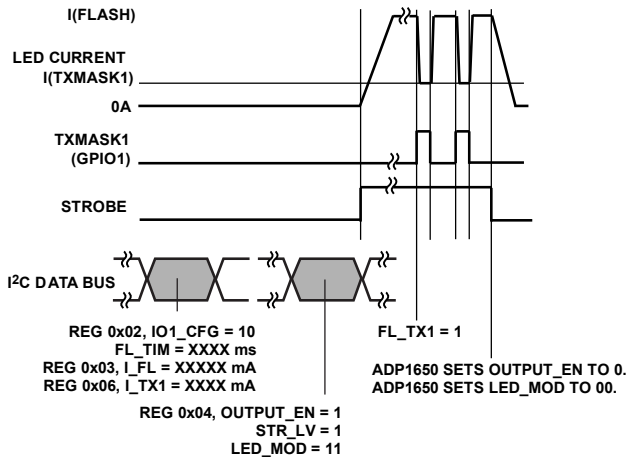 I(FLASH)
LED CURRENT
I(TXMASK1)
0A
TXMASK1
(GPIO1)
STROBE
I2C DATA BUS
REG 0x02, IO1_CFG = 10
FL_TIM = XXXX ms
REG 0x03, I_FL = XXXXX mA
REG 0x06, I_TX1 = XXXX mA
FL_TX1 = 1
ADP1650 SETS OUTPUT_EN TO 0.
ADP1650 SETS LED_MOD TO 00.
REG 0x04, OUTPUT_EN = 1
STR_LV = 1
LED_MOD = 11